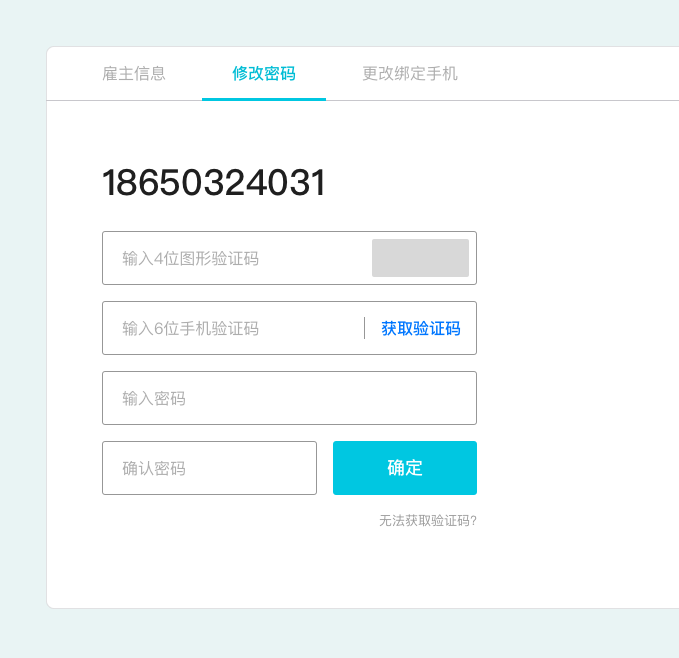 雇主信息 修改密码 更改绑定手机
18650324031
输入4位图形验证码
输入6位手机验证码 获取验证码
输入密码
确认密码 确定
无法获取验证码?